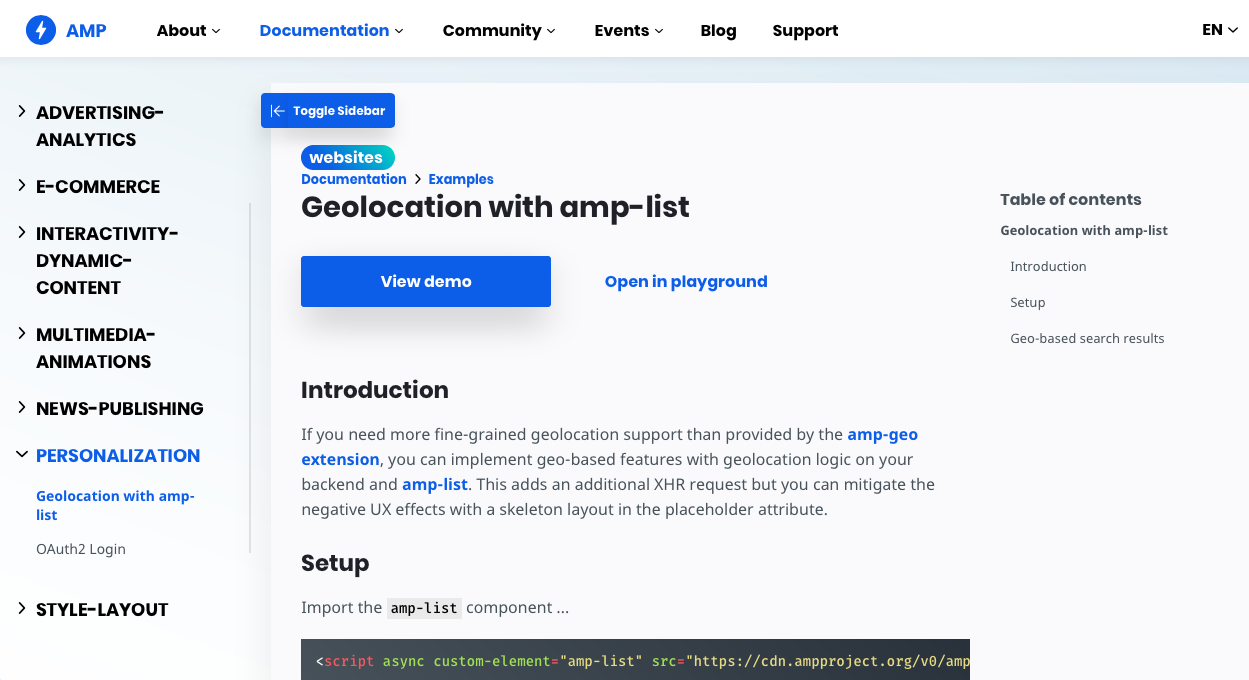 AMP
About
Documentation
Community
Events
Blog
Support
EN
ADVERTISING-
ANALYTICS
E-COMMERCE
INTERACTIVITY-
DYNAMIC-
CONTENT
MULTIMEDIA-
ANIMATIONS
NEWS-PUBLISHING
PERSONALIZATION
Geolocation with amp-
list
OAuth2 Login
STYLE-LAYOUT
Toggle Sidebar
websites
Documentation > Examples
Geolocation with amp-list
View demo
Open in playground
Introduction
If you need more fine-grained geolocation support than provided by the amp-geo
extension, you can implement geo-based features with geolocation logic on your
backend and amp-list. This adds an additional XHR request but you can mitigate the
negative UX effects with a skeleton layout in the placeholder attribute.
Setup
Import the amp-list component ...
<script async custom-element="amp-list" src="https://cdn.ampproject.org/v0/amp
Table of contents
Geolocation with amp-list
Introduction
Setup
Geo-based search results